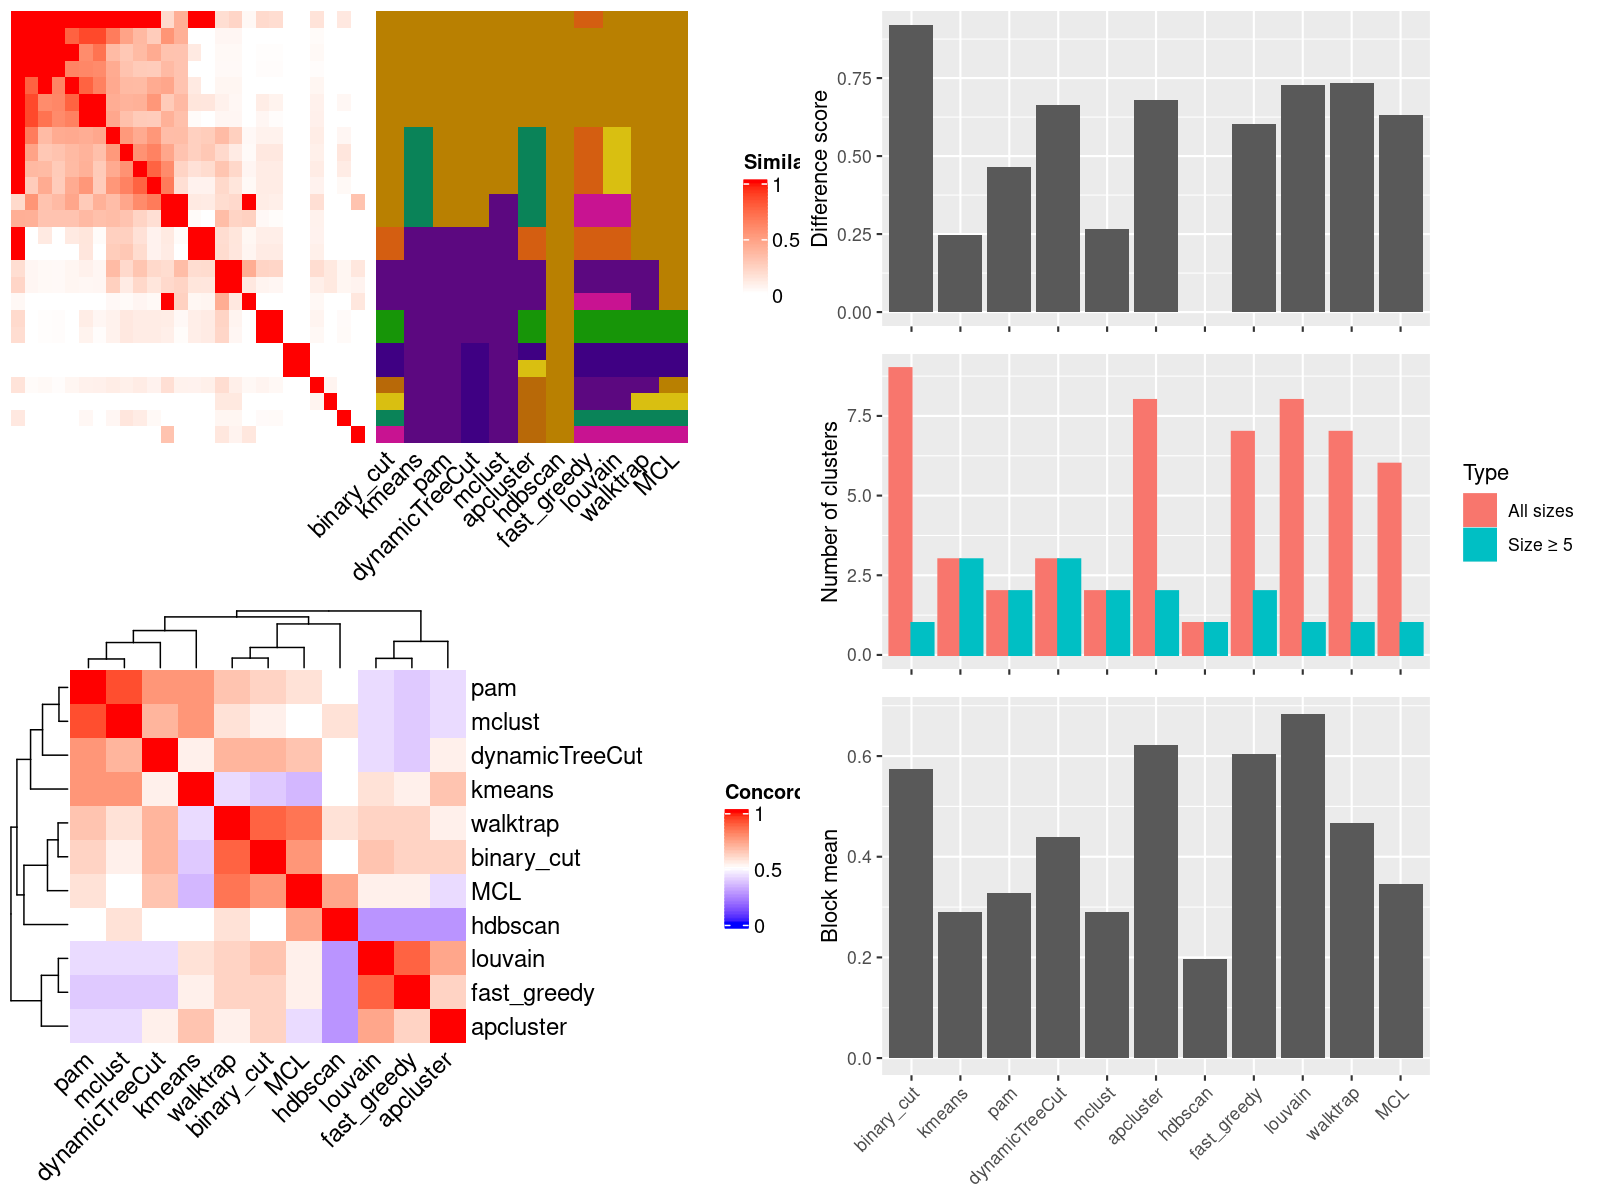 Simila
1
0.5
0
binary_cut
kmeans
pam
dynamicTreeCut
mclust
apcluster
hdbscan
fast_greedy
louvain
walktrap
MCL
pam
mclust
dynamicTreeCut
kmeans
walktrap
binary_cut
MCL
hdbscan
louvain
fast_greedy
apcluster
pam
mclust
dynamicTreeCut
kmeans
walktrap
binary_cut
MCL
hdbscan
louvain
fast_greedy
apcluster
Concord
1
0.5
0
Difference score
0.75
0.50
0.25
0.00
Number of clusters
7.5
5.0
2.5
0.0
Type
All sizes
Size ≥ 5
Block mean
0.6
0.4
0.2
0.0
binary_cut
kmeans
pam
dynamicTreeCut
mclust
apcluster
hdbscan
fast_greedy
louvain
walktrap
MCL